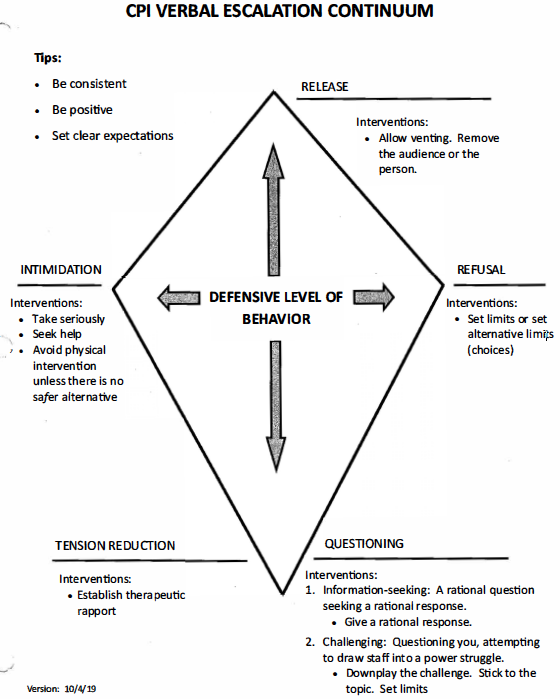 CPI VERBAL ESCALATION CONTINUUM
Tips:
• Be consistent
• Be positive
• Set clear expectations
RELEASE
Interventions:
• Allow venting. Remove
the audience or the
person.
INTIMIDATION
Interventions:
• Take seriously
• Seek help
• Avoid physical
intervention
unless there is no
safer alternative
DEFENSIVE LEVEL OF
BEHAVIOR
REFUSAL
Interventions:
• Set limits or set
alternative limits
(choices)
TENSION REDUCTION
Interventions:
• Establish therapeutic
rapport
QUESTIONING
Interventions:
1. Information-seeking: A rational question
seeking a rational response.
• Give a rational response.
2. Challenging: Questioning you, attempting
to draw staff into a power struggle.
• Downplay the challenge. Stick to the
topic. Set limits
Version: 10/4/19